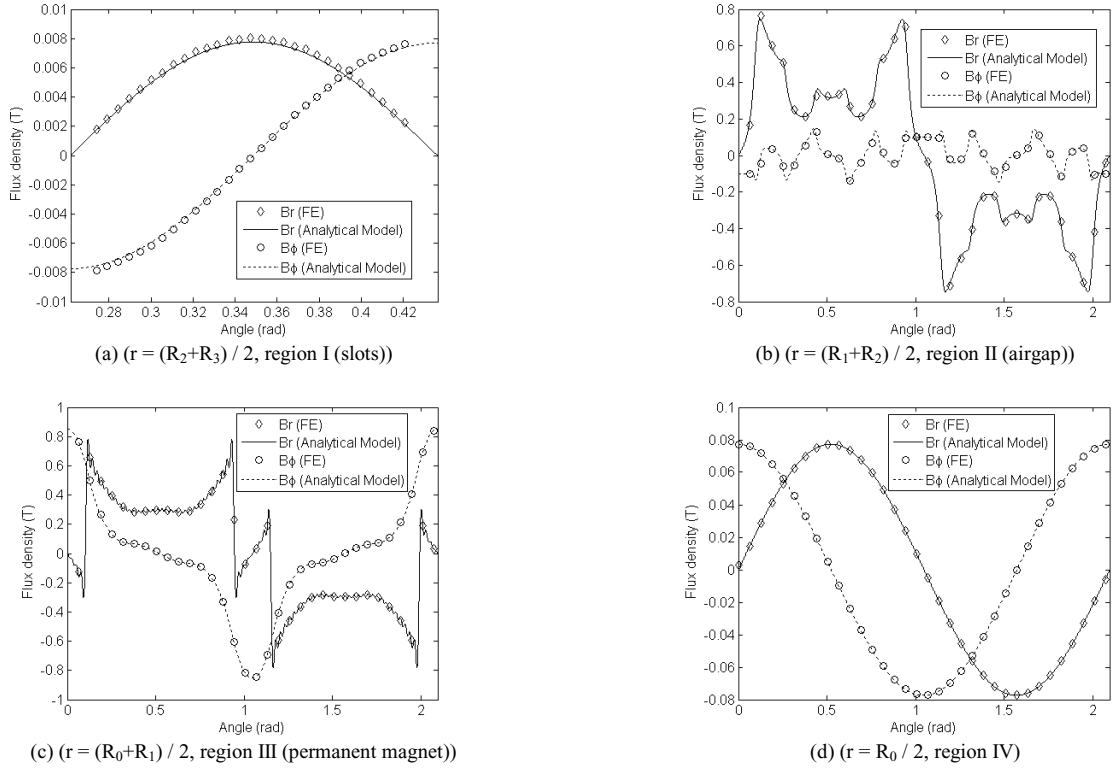 0.01
0.008
0.006
0.004
0.002
0
-0.002
-0.004
-0.006
-0.008
-0.01
Flux density (T)
0.28 0.3 0.32 0.34 0.36 0.38 0.4 0.42
Angle (rad)
Br (FE)
Br (Analytical Model)
Bϕ (FE)
Bϕ (Analytical Model)
(a) (r = (R2+R3) / 2, region I (slots))
0.8
0.6
0.4
0.2
0
-0.2
-0.4
-0.6
-0.8
Flux density (T)
0 0.5 1 1.5 2
Angle (rad)
Br (FE)
Br (Analytical Model)
Bϕ (FE)
Bϕ (Analytical Model)
(b) (r = (R1+R2) / 2, region II (airgap))
1
0.8
0.6
0.4
0.2
0
-0.2
-0.4
-0.6
-0.8
-1
Flux density (T)
0 0.5 1 1.5 2
Angle (rad)
Br (FE)
Br (Analytical Model)
Bϕ (FE)
Bϕ (Analytical Model)
(c) (r = (R0+R1) / 2, region III (permanent magnet))
0.1
0.08
0.06
0.04
0.02
0
-0.02
-0.04
-0.06
-0.08
Flux density (T)
0 0.5 1 1.5 2
Angle (rad)
Br (FE)
Br (Analytical Model)
Bϕ (FE)
Bϕ (Analytical Model)
(d) (r = R0 / 2, region IV)